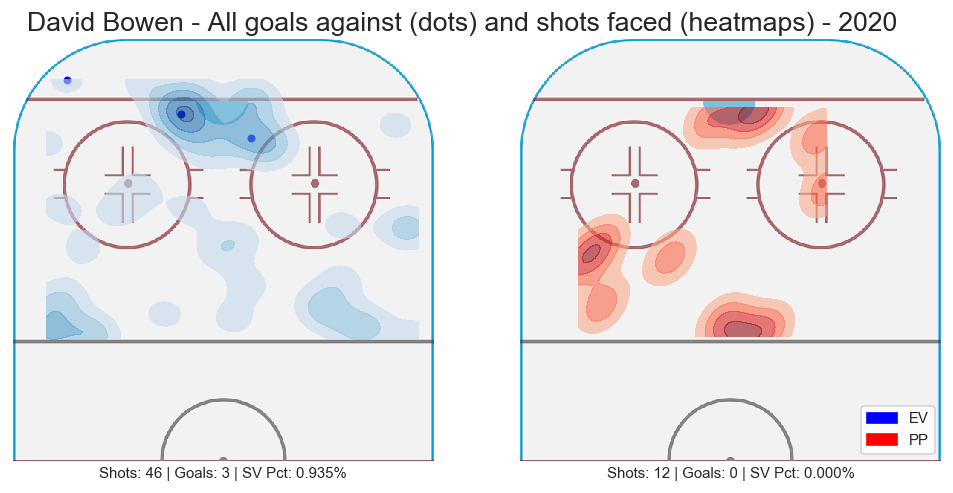 David Bowen - All goals against (dots) and shots faced (heatmaps) - 2020
EV
PP
Shots: 46 | Goals: 3 | SV Pct: 0.935%
Shots: 12 | Goals: 0 | SV Pct: 0.000%